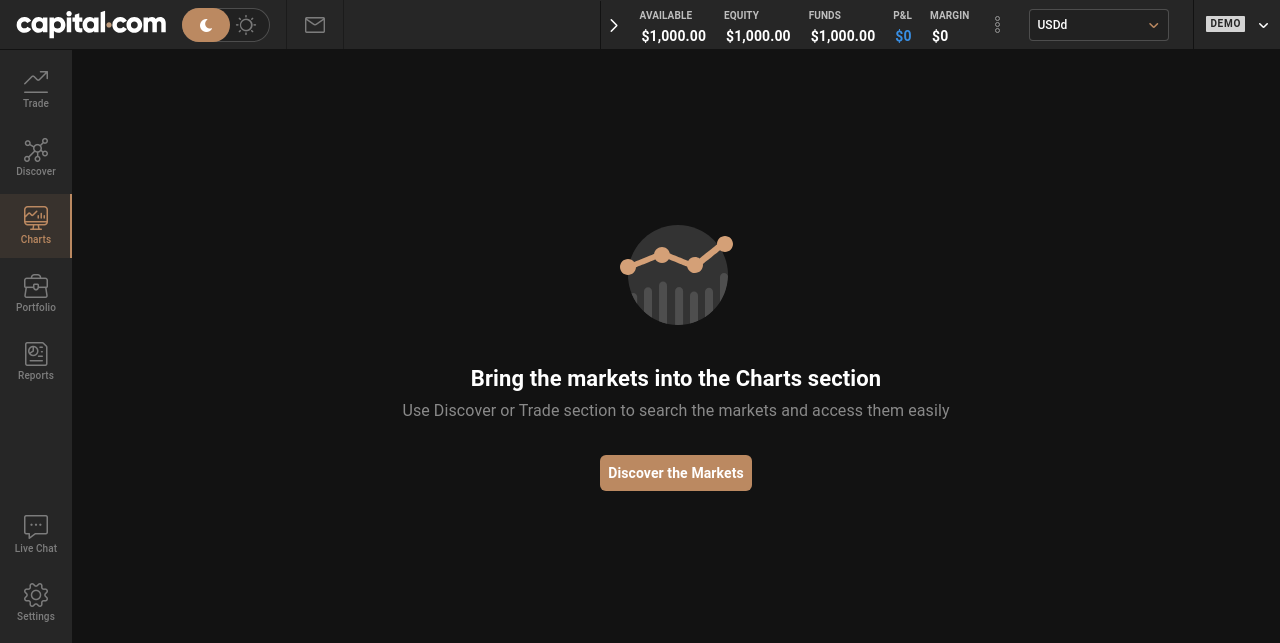 capital.com
AVAILABLE
$1,000.00
EQUITY
$1,000.00
FUNDS
$1,000.00
P&L
$0
MARGIN
$0
USDd
DEMO
Trade
Discover
Charts
Portfolio
Reports
Live Chat
Settings
Bring the markets into the Charts section
Use Discover or Trade section to search the markets and access them easily
Discover the Markets